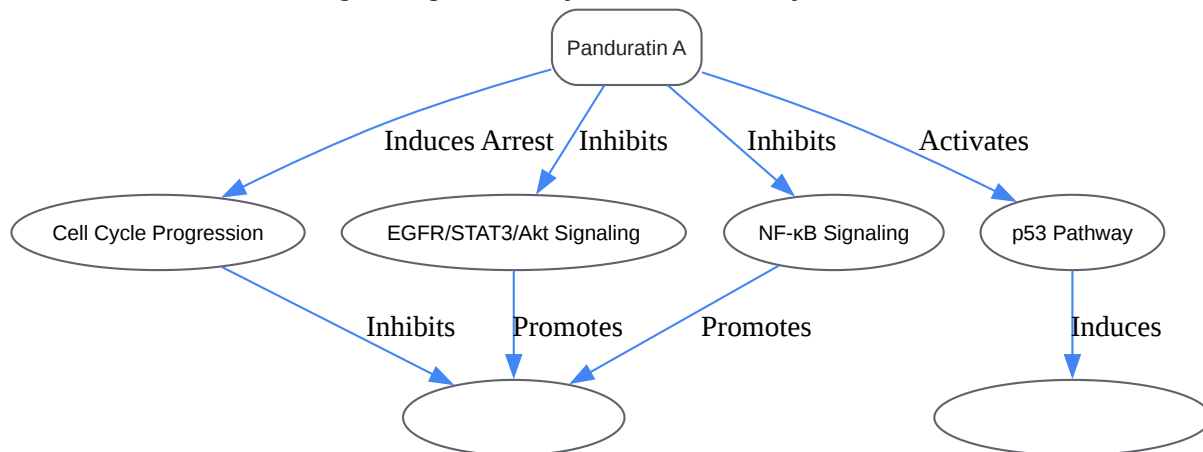 Panduratin A
Induces Arrest
Inhibits
Inhibits
Activates
Cell Cycle Progression
EGFR/STAT3/Akt Signaling
NF-κB Signaling
p53 Pathway
Inhibits
Promotes
Promotes
Induces